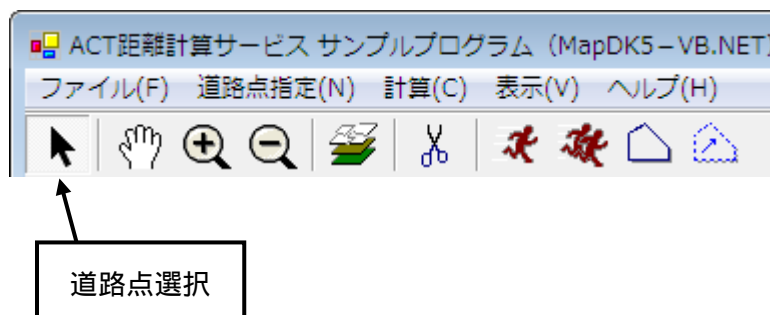 ACT距離計算サービス サンプルプログラム（MapDK5－VB.NET）
ファイル(F) 道路点指定(N) 計算(C) 表示(V) ヘルプ(H)
道路点選択